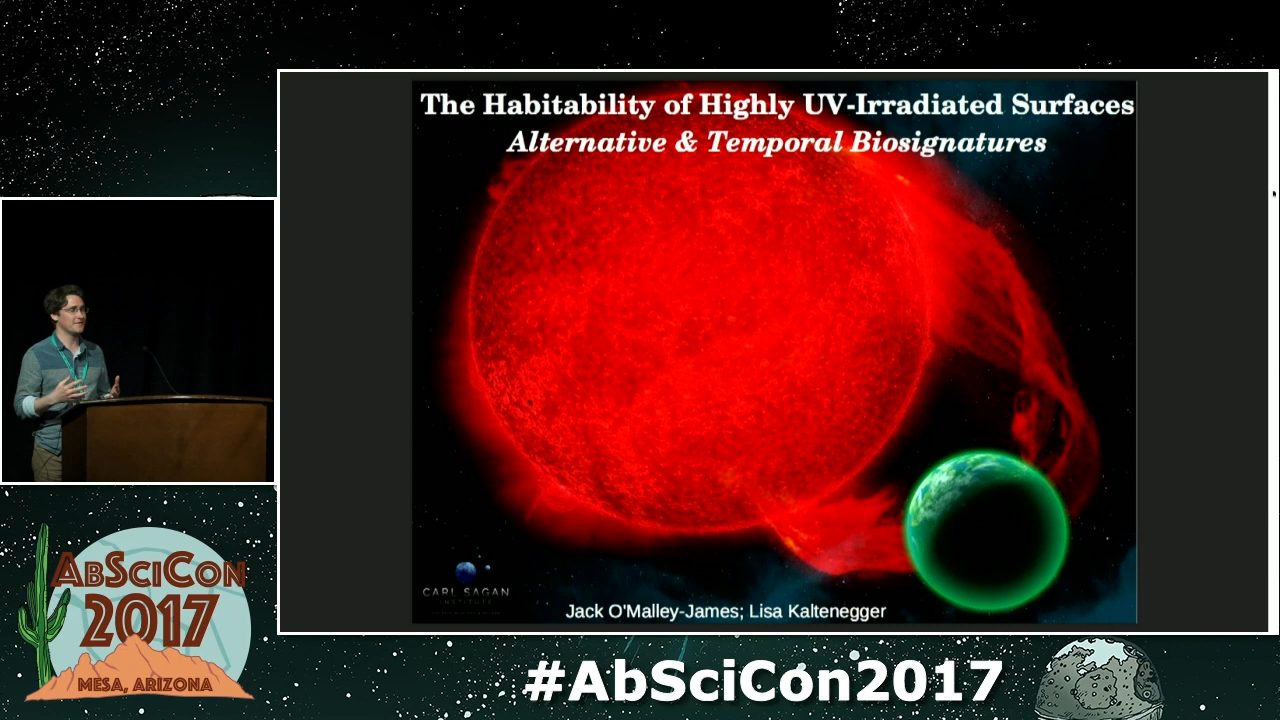 The Habitability of Highly UV-Irradiated Surfaces
Alternative & Temporal Biosignatures
CARL SAGAN
INSTITUTE
Jack O'Malley-James; Lisa Kaltenegger
ABSCICON
2017
MESA, ARIZONA
#AbSciCon2017